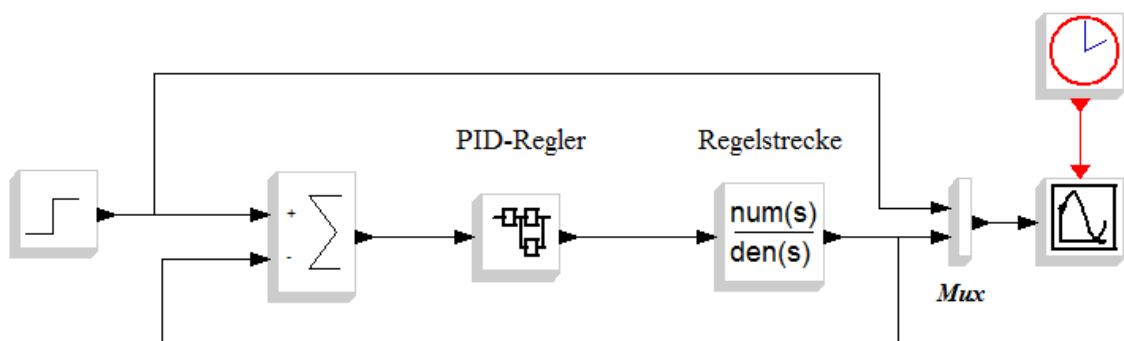 PID-Regler
Regelstrecke
+
-
num(s)
den(s)
Mux